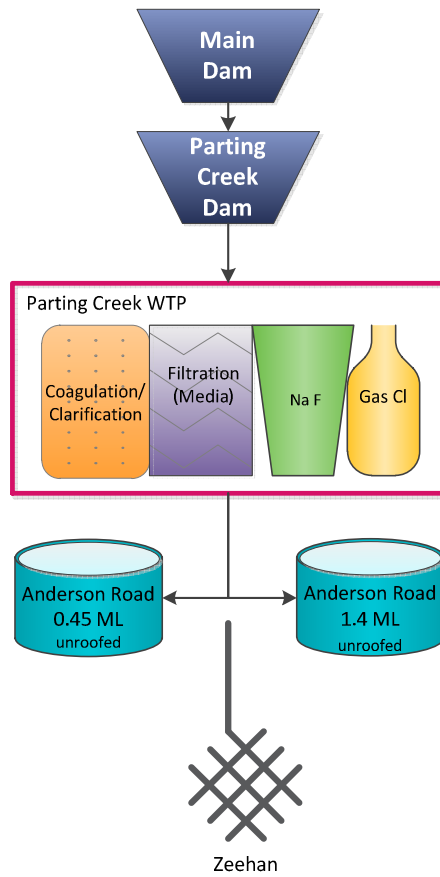 Main
Dam
Parting
Creek
Dam
Parting Creek WTP
Coagulation/
Clarification
Filtration
(Media)
Na F
Gas Cl
Anderson Road
0.45 ML
unroofed
Anderson Road
1.4 ML
unroofed
Zeehan